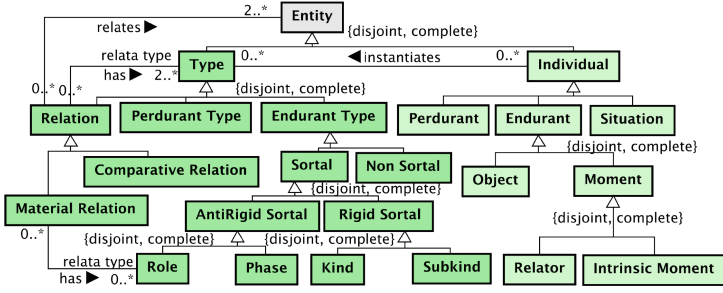 2..*
Entity
relates ▶
{disjoint, complete}
relata type
Type
0..*
◀ instantiates
0..*
Individual
has ▶
2..*
0..*
0..*
{disjoint, complete}
Relation
Perdurant Type
Endurant Type
Perdurant
Endurant
Situation
{disjoint, complete}
Comparative Relation
Sortal
Non Sortal
Object
Moment
{disjoint, complete}
Material Relation
AntiRigid Sortal
Rigid Sortal
{disjoint, complete}
0..*
{disjoint, complete}
{disjoint, complete}
relata type
has ▶
0..*
Role
Phase
Kind
Subkind
Relator
Intrinsic Moment